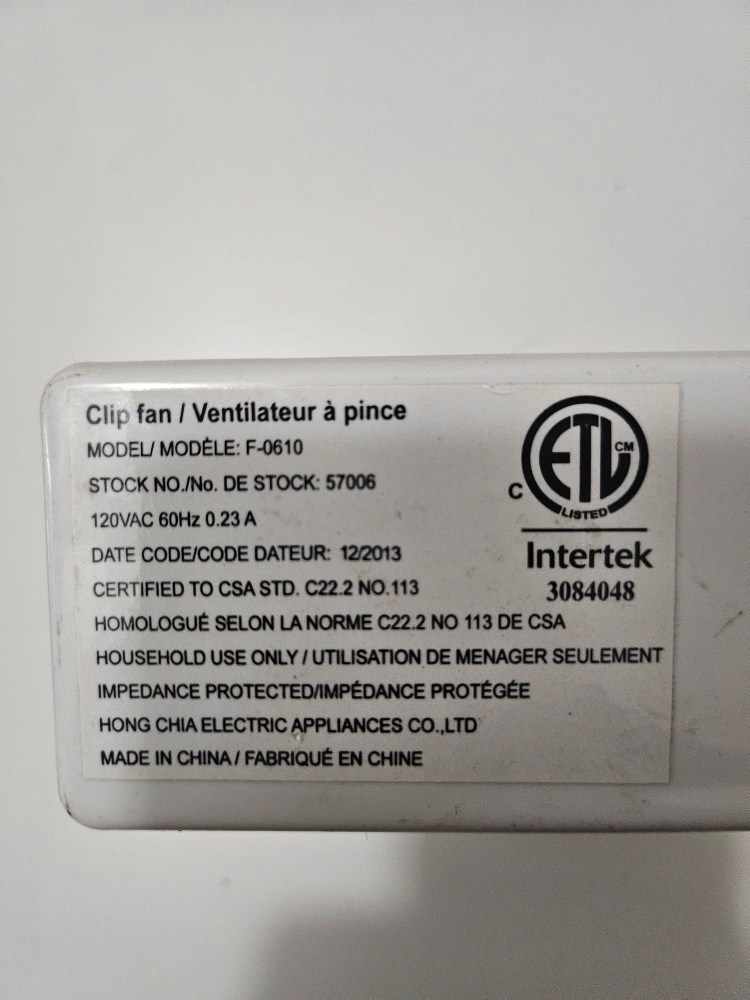 Clip fan / Ventilateur à pince
MODEL/ MODÈLE: F-0610
STOCK NO./No. DE STOCK: 57006
120VAC 60Hz 0.23 A
DATE CODE/CODE DATEUR: 12/2013
CERTIFIED TO CSA STD. C22.2 NO.113
HOMOLOGUÉ SELON LA NORME C22.2 NO 113 DE CSA
HOUSEHOLD USE ONLY / UTILISATION DE MENAGER SEULEMENT
IMPEDANCE PROTECTED/IMPÉDANCE PROTÉGÉE
HONG CHIA ELECTRIC APPLIANCES CO.,LTD
MADE IN CHINA / FABRIQUÉ EN CHINE
C ETL CM
LISTED
Intertek
3084048